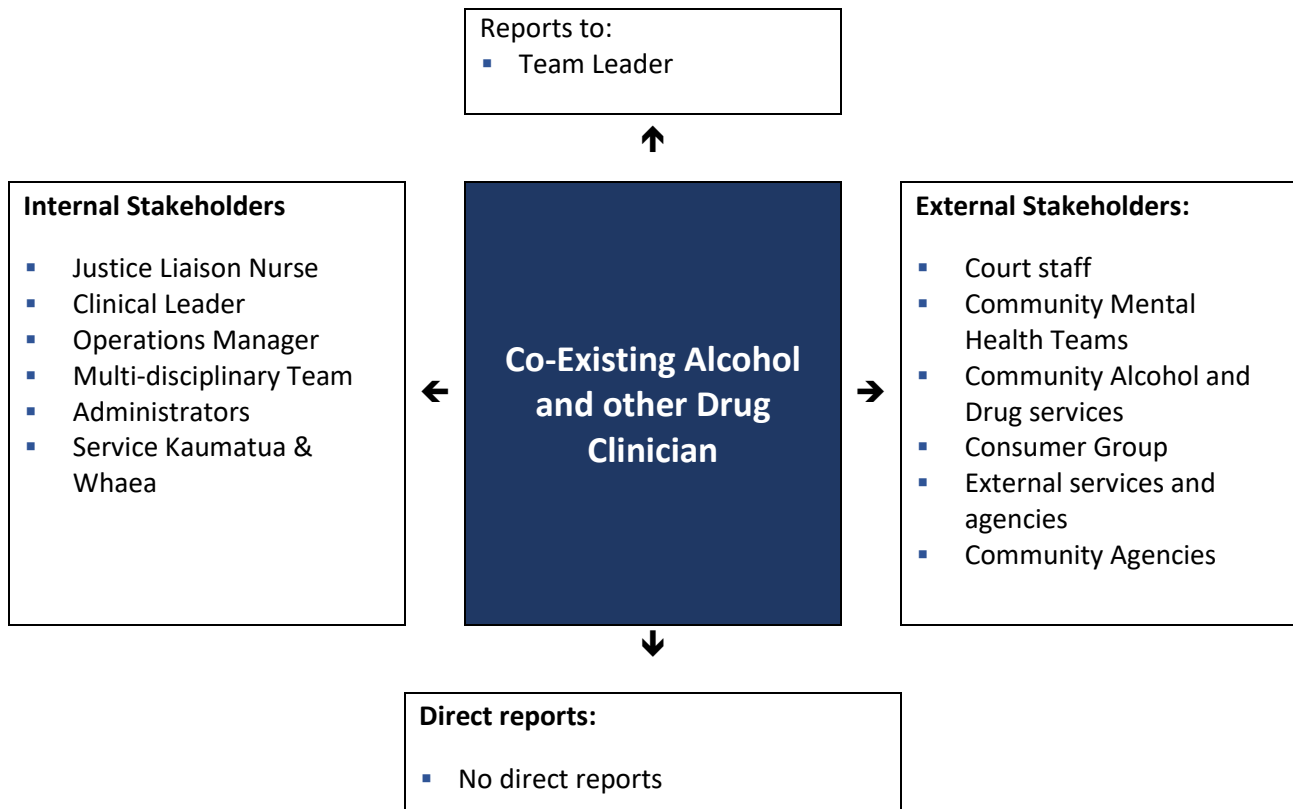 Reports to:
▪ Team Leader
Internal Stakeholders
▪ Justice Liaison Nurse
▪ Clinical Leader
▪ Operations Manager
▪ Multi-disciplinary Team
▪ Administrators
▪ Service Kaumatua &
Whaea
Co-Existing Alcohol
and other Drug
Clinician
External Stakeholders:
▪ Court staff
▪ Community Mental
Health Teams
▪ Community Alcohol and
Drug services
▪ Consumer Group
▪ External services and
agencies
▪ Community Agencies
Direct reports:
▪ No direct reports